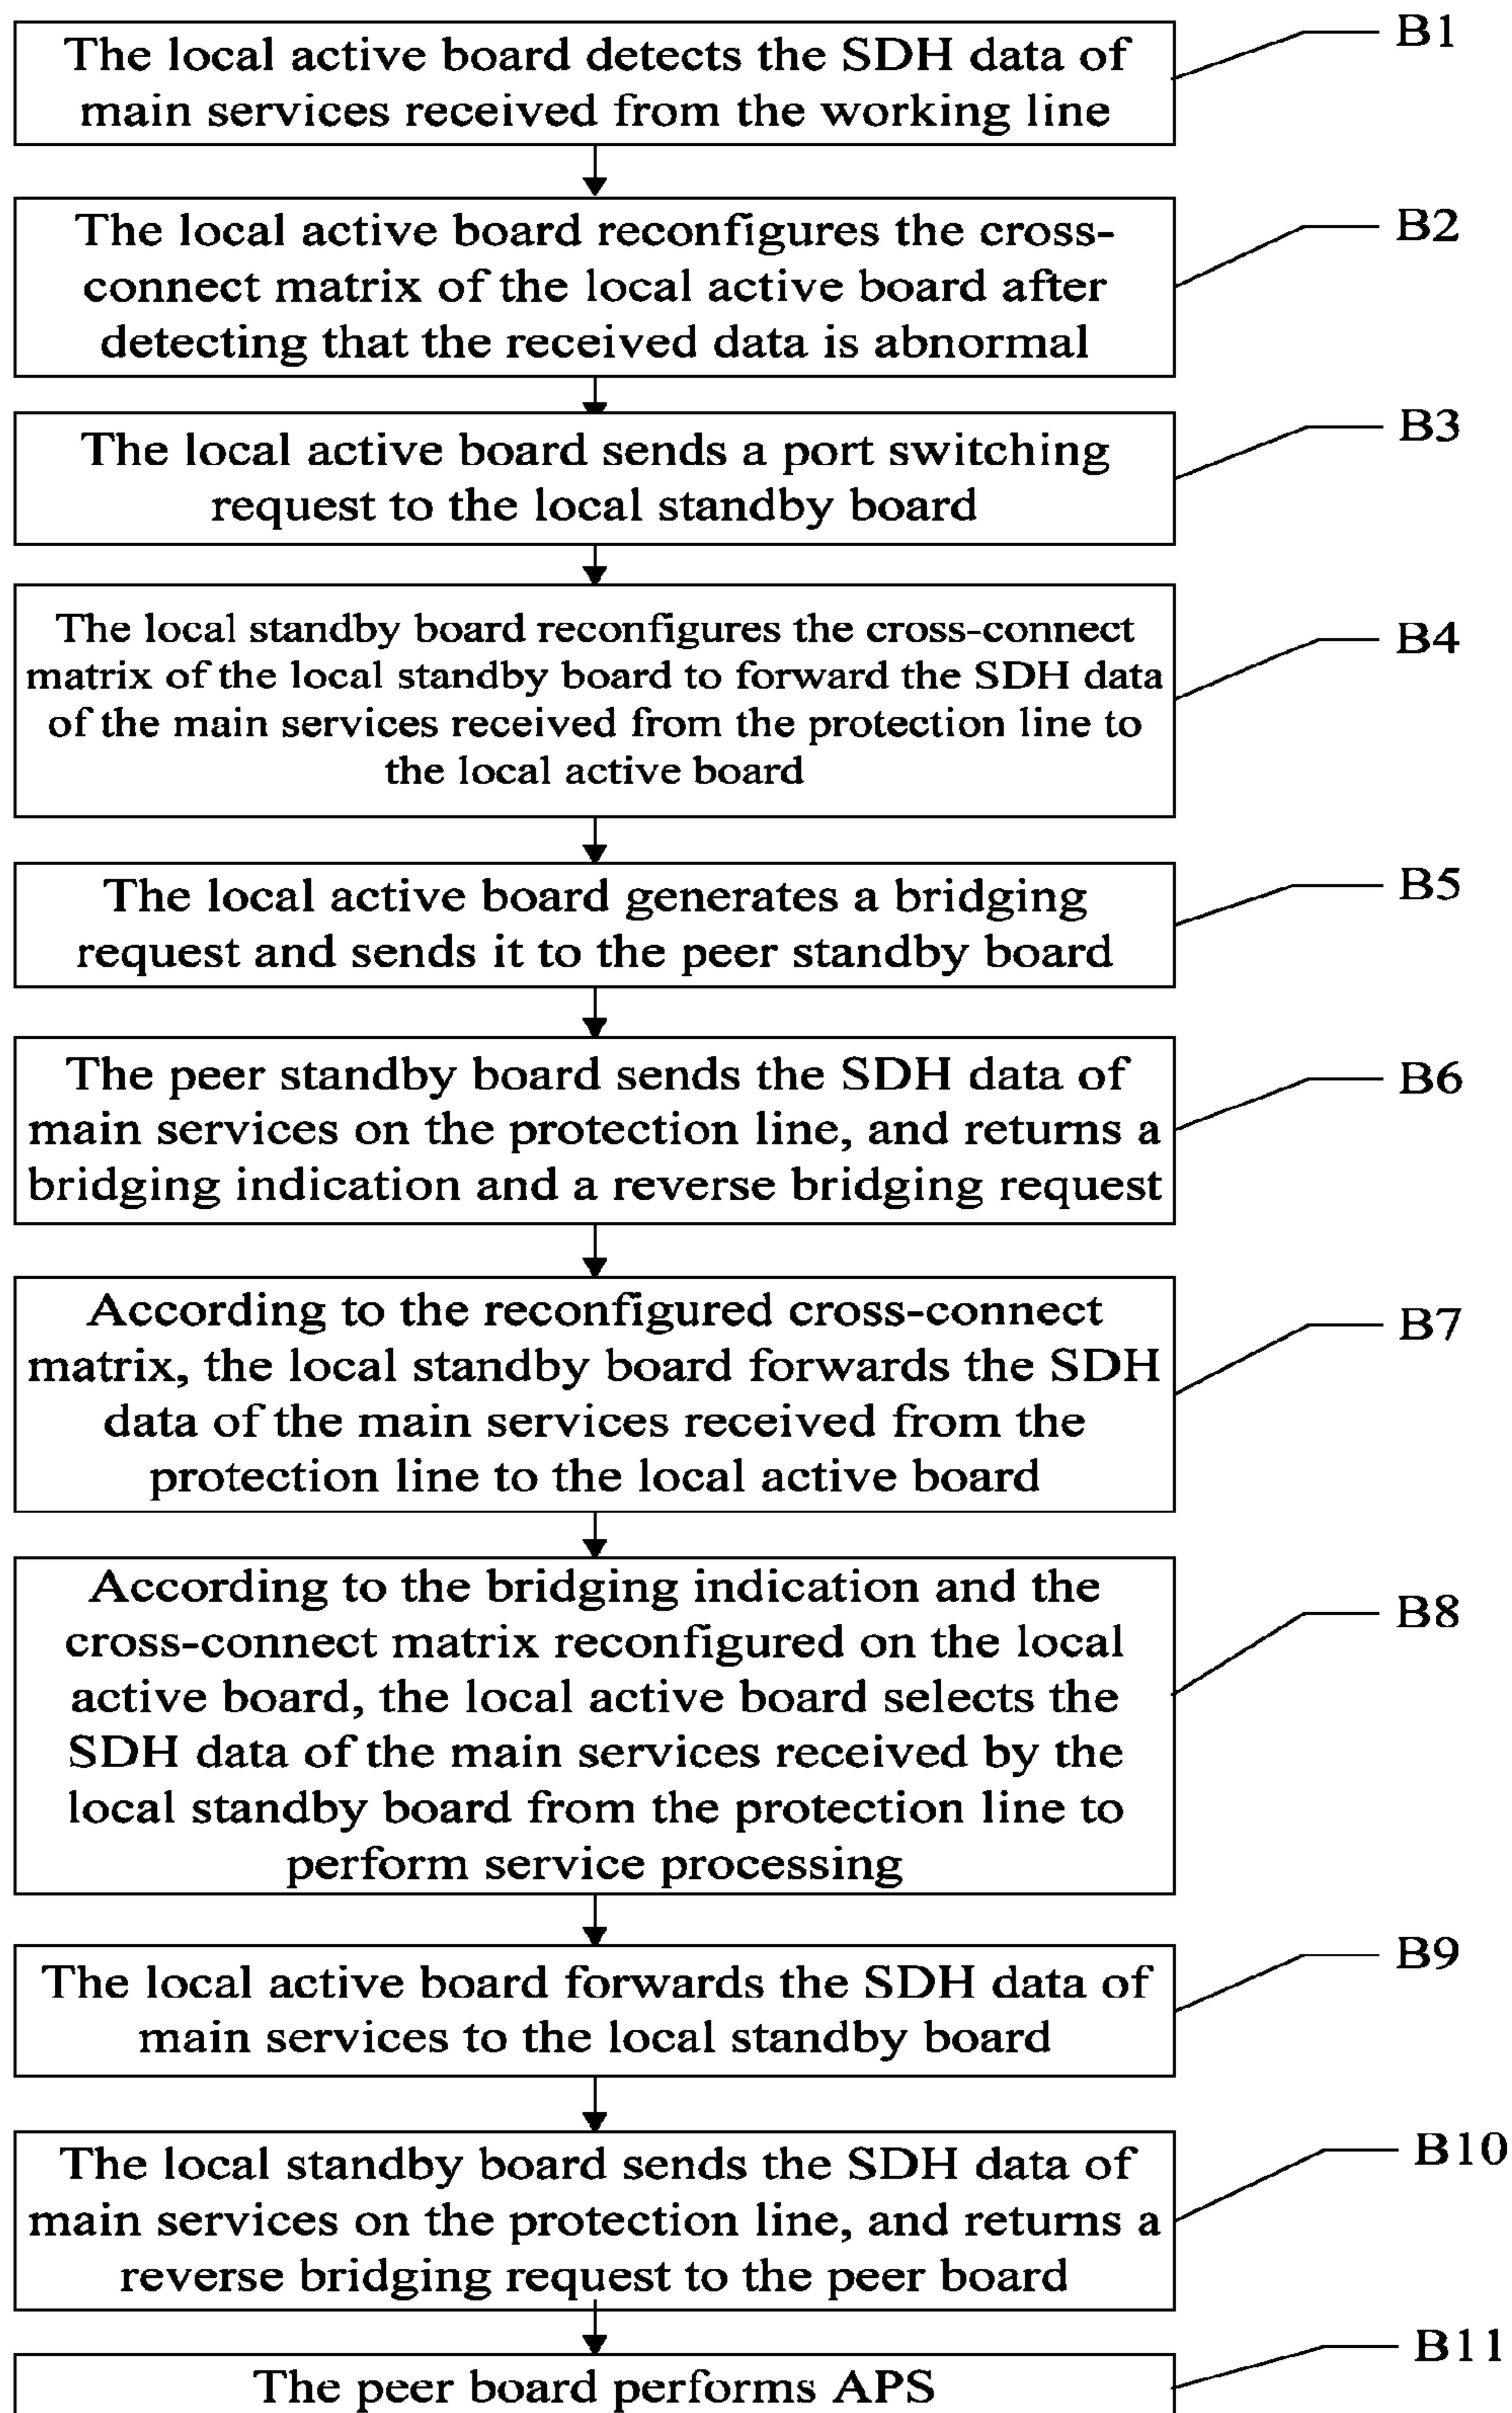 The local active board detects the SDH data of
main services received from the working line
B1
The local active board reconfigures the cross-
connect matrix of the local active board after
detecting that the received data is abnormal
B2
The local active board sends a port switching
request to the local standby board
B3
The local standby board reconfigures the cross-connect
matrix of the local standby board to forward the SDH data
of the main services received from the protection line to
the local active board
B4
The local active board generates a bridging
request and sends it to the peer standby board
B5
The peer standby board sends the SDH data of
main services on the protection line, and returns a
bridging indication and a reverse bridging request
B6
According to the reconfigured cross-connect
matrix, the local standby board forwards the SDH
data of the main services received from the
protection line to the local active board
B7
According to the bridging indication and the
cross-connect matrix reconfigured on the local
active board, the local active board selects the
SDH data of the main services received by the
local standby board from the protection line to
perform service processing
B8
The local active board forwards the SDH data of
main services to the local standby board
B9
The local standby board sends the SDH data of
main services on the protection line, and returns a
reverse bridging request to the peer board
B10
The peer board performs APS
B11